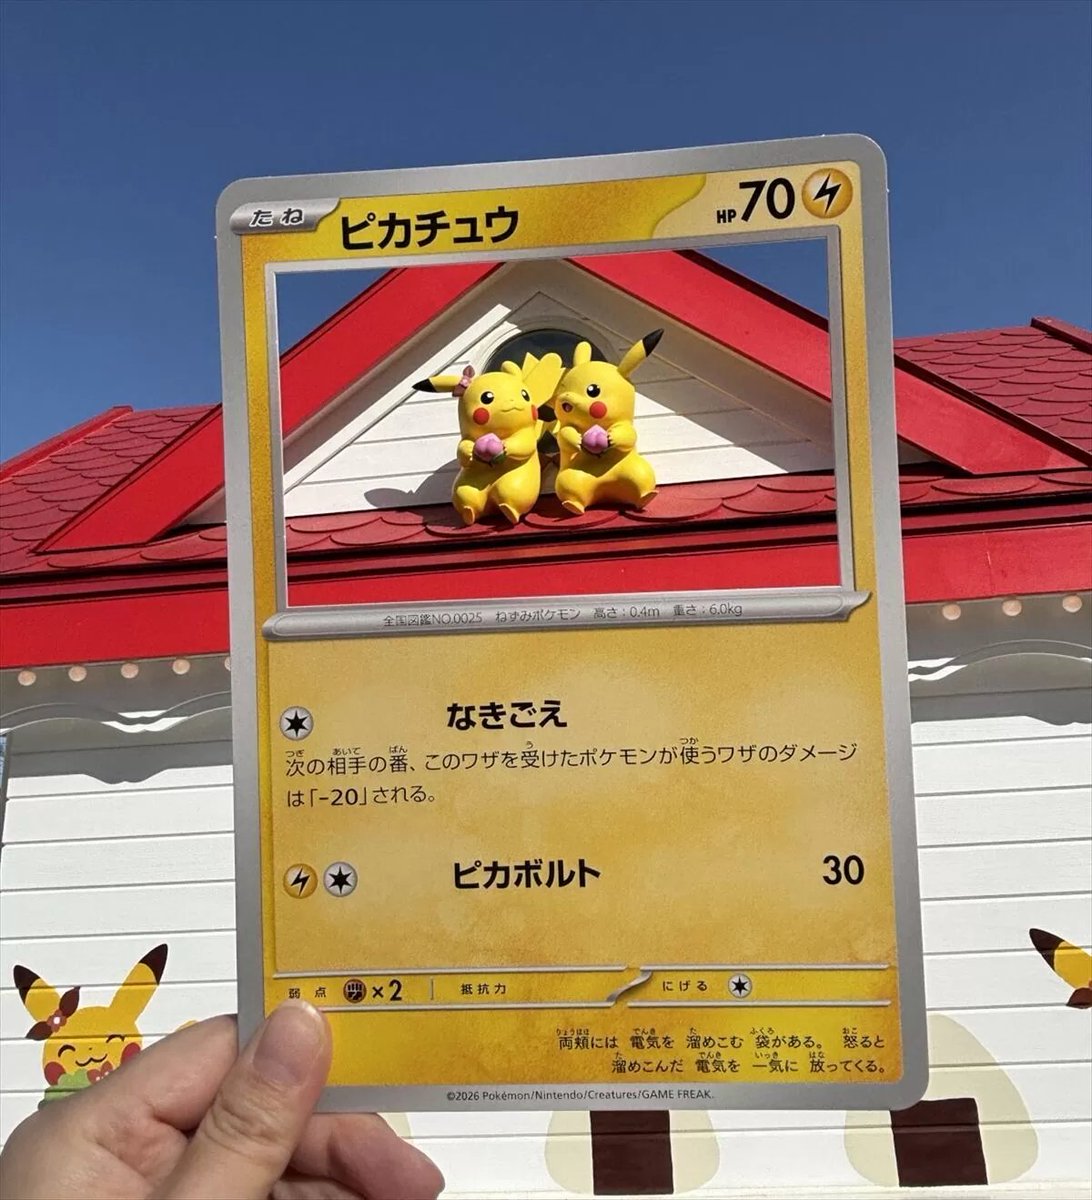 たね ピカチュウ HP 70
全国図鑑NO.0025 ねずみポケモン 高さ:0.4m 重さ:6.0kg
なきごえ
次の相手の番、このワザを受けたポケモンが使うワザのダメージ
は「-20」される。
ピカボルト 30
弱点 ×2 抵抗力 にげる
両頬には 電気を 溜めこむ 袋がある。 怒ると
溜めこんだ 電気を 一気に 放ってくる。
©2026 Pokémon/Nintendo/Creatures/GAME FREAK.